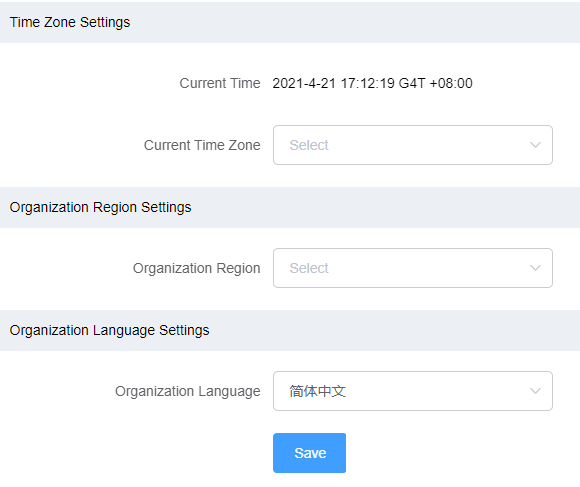 Time Zone Settings
Current Time 2021-4-21 17:12:19 G4T +08:00
Current Time Zone Select
Organization Region Settings
Organization Region Select
Organization Language Settings
Organization Language 简体中文
Save